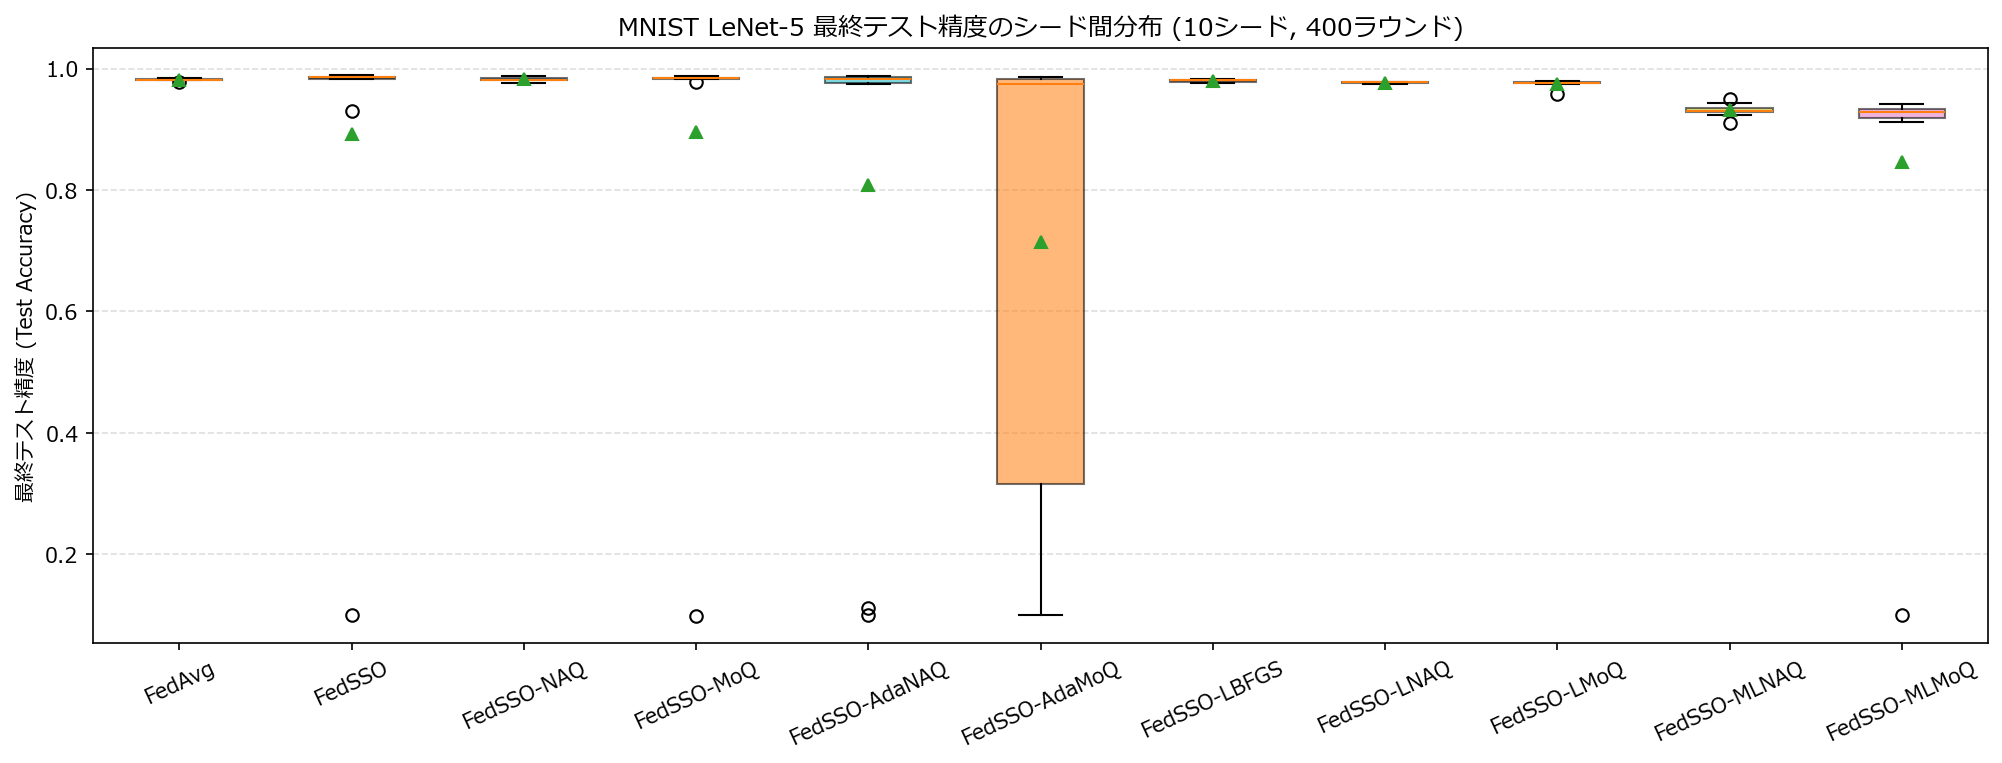 MNIST LeNet-5 最終テスト精度のシード間分布 (10シード, 400ラウンド)
最終テスト精度 (Test Accuracy)
1.0
0.8
0.6
0.4
0.2
FedAvg
FedSSO
FedSSO-NAQ
FedSSO-MoQ
FedSSO-AdaNAQ
FedSSO-AdaMoQ
FedSSO-LBFGS
FedSSO-LNAQ
FedSSO-LMoQ
FedSSO-MLNAQ
FedSSO-MLMoQ